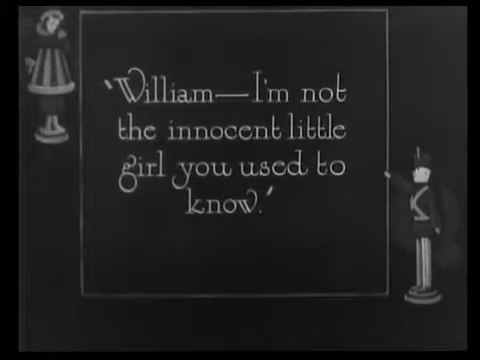 'William—I'm not
the innocent little
girl you used to
know.'